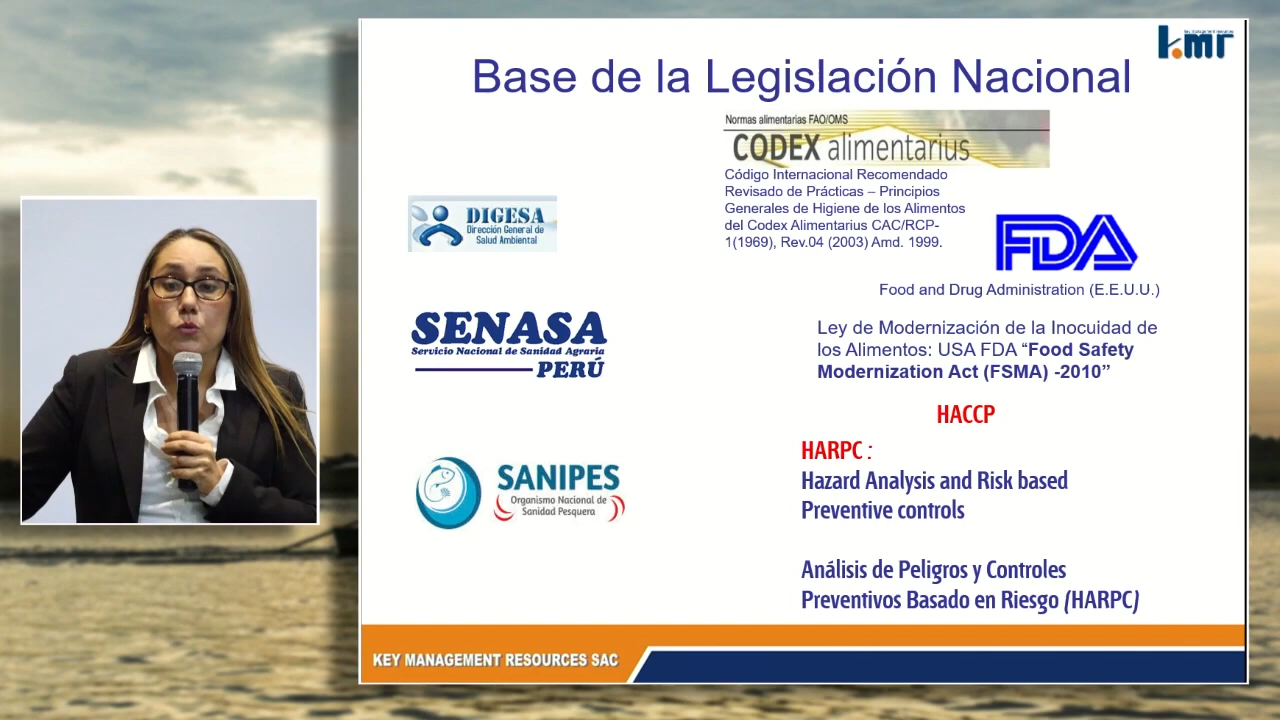 kmr
Base de la Legislación Nacional
Normas alimentarias FAO/OMS
CODEX alimentarius
Código Internacional Recomendado
Revisado de Prácticas – Principios
Generales de Higiene de los Alimentos
del Codex Alimentarius CAC/RCP-
1(1969), Rev.04 (2003) Amd. 1999.
DIGESA
Dirección General de
Salud Ambiental
FDA
Food and Drug Administration (E.E.U.U.)
SENASA
Servicio Nacional de Sanidad Agraria
PERÚ
Ley de Modernización de la Inocuidad de
los Alimentos: USA FDA “Food Safety
Modernization Act (FSMA) -2010”
HACCP
HARPC :
Hazard Analysis and Risk based
Preventive controls
SANIPES
Organismo Nacional de
Sanidad Pesquera
Análisis de Peligros y Controles
Preventivos Basado en Riesgo (HARPC)
KEY MANAGEMENT RESOURCES SAC